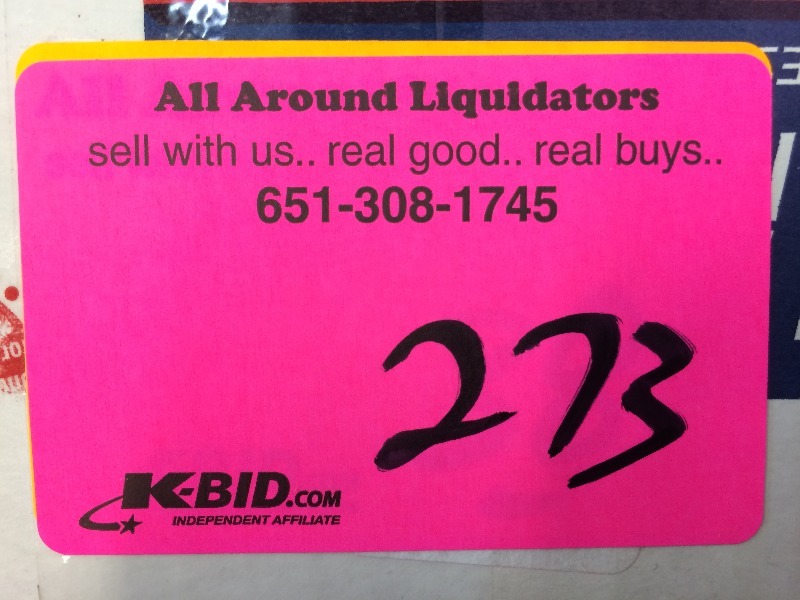 All Around Liquidators
sell with us.. real good.. real buys..
651-308-1745
273
K-BID.COM
INDEPENDENT AFFILIATE